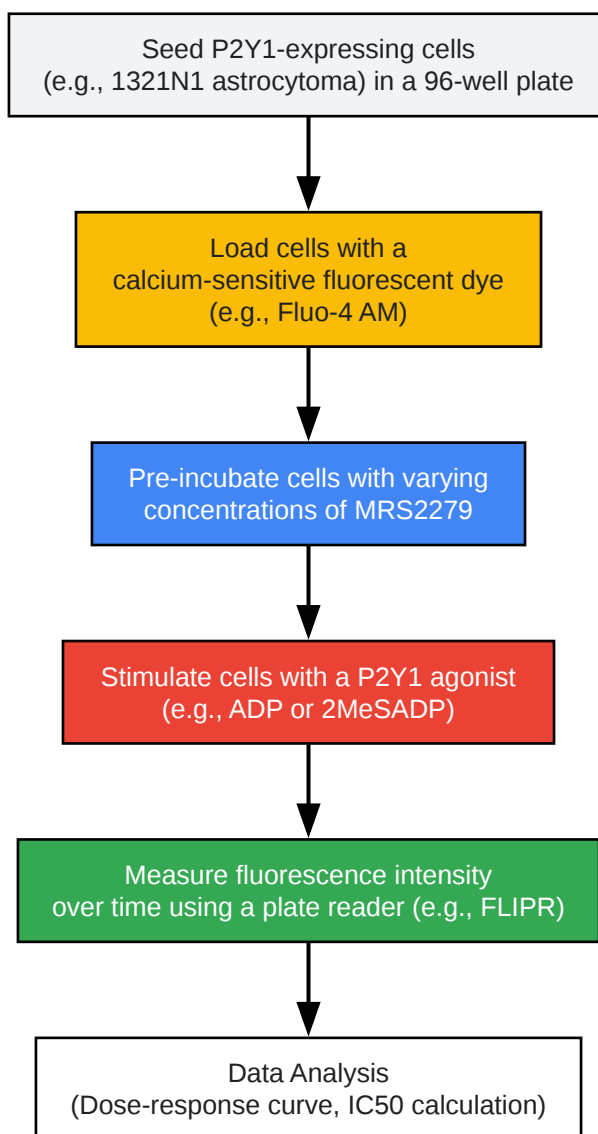 Seed P2Y1-expressing cells
(e.g., 1321N1 astrocytoma) in a 96-well plate
Load cells with a
calcium-sensitive fluorescent dye
(e.g., Fluo-4 AM)
Pre-incubate cells with varying
concentrations of MRS2279
Stimulate cells with a P2Y1 agonist
(e.g., ADP or 2MeSADP)
Measure fluorescence intensity
over time using a plate reader (e.g., FLIPR)
Data Analysis
(Dose-response curve, IC50 calculation)